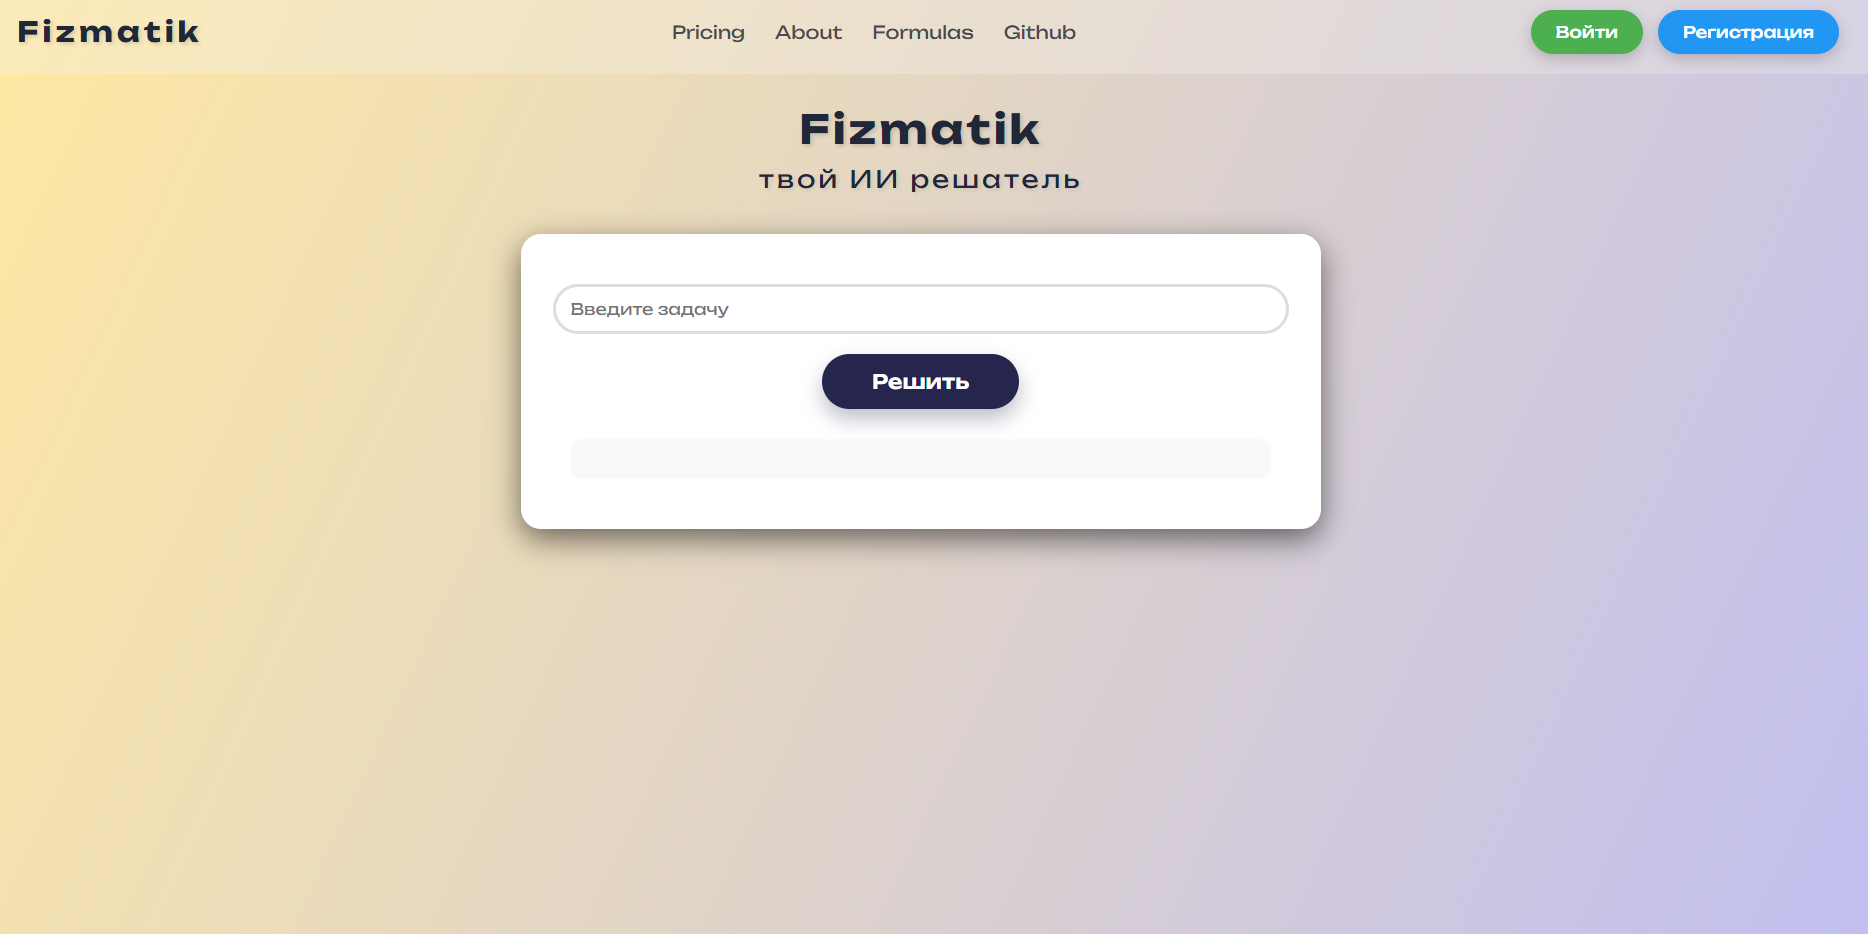 Fizmatik
Pricing About Formulas Github
Войти Регистрация
Fizmatik
твой ИИ решатель
Введите задачу
Решить